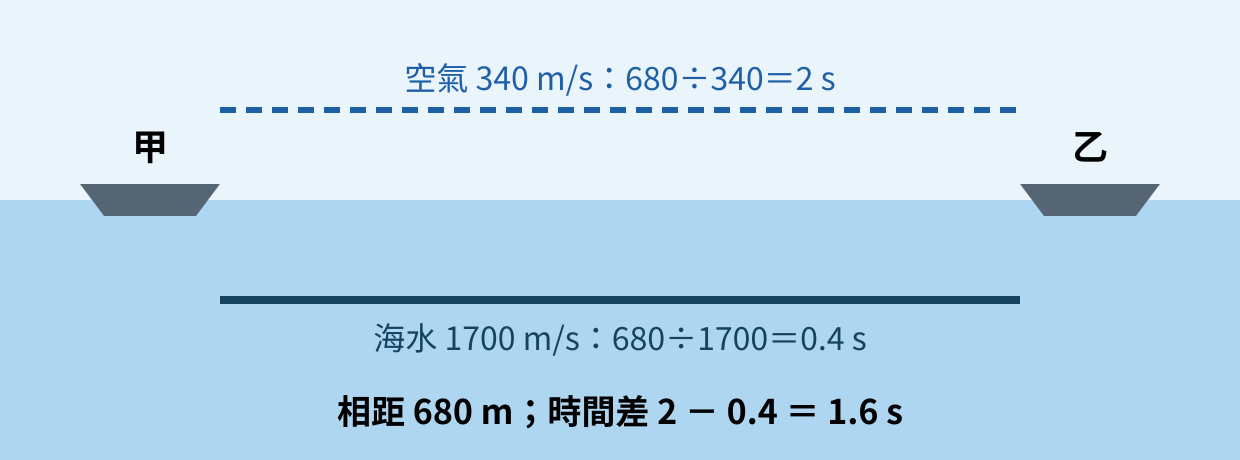 空氣 340 m/s：680÷340＝2 s
甲
乙
海水 1700 m/s：680÷1700＝0.4 s
相距 680 m；時間差 2 － 0.4 ＝ 1.6 s